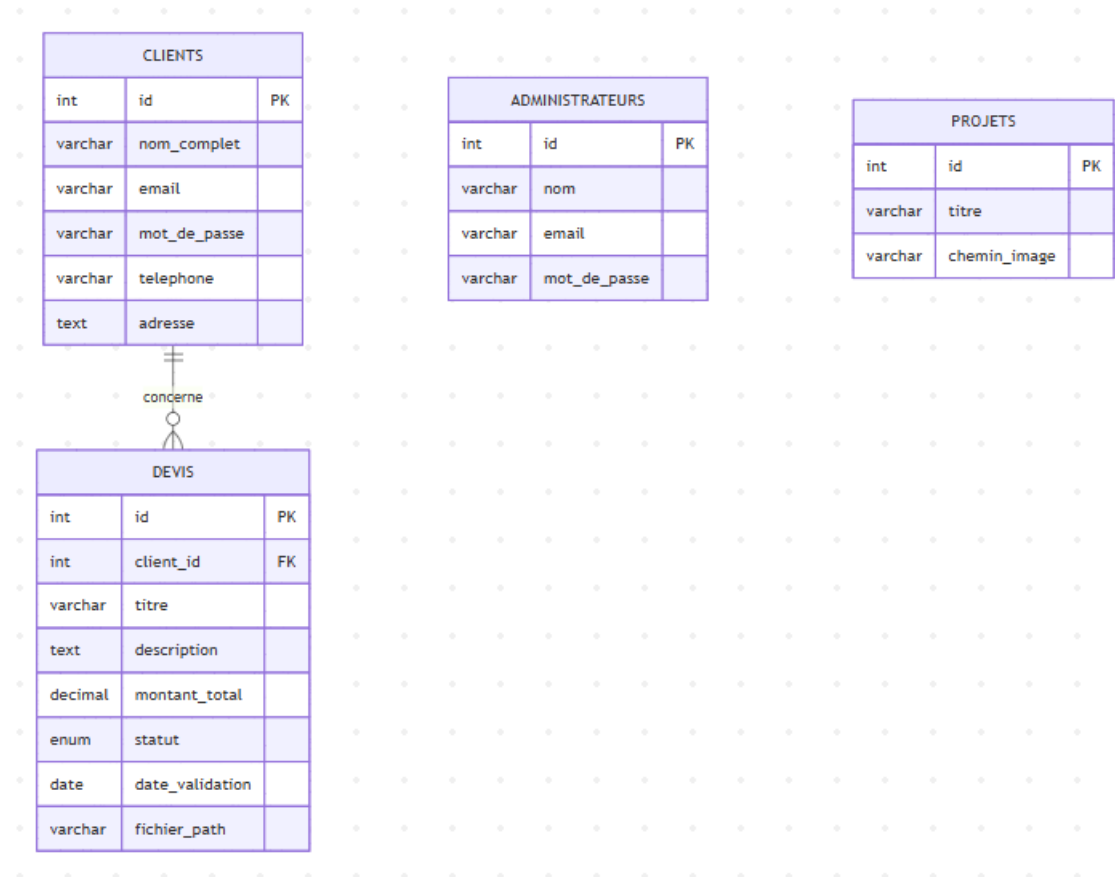 CLIENTS
int id PK
varchar nom_complet
varchar email
varchar mot_de_passe
varchar telephone
text adresse
concerne
DEVIS
int id PK
int client_id FK
varchar titre
text description
decimal montant_total
enum statut
date date_validation
varchar fichier_path
ADMINISTRATEURS
int id PK
varchar nom
varchar email
varchar mot_de_passe
PROJETS
int id PK
varchar titre
varchar chemin_image